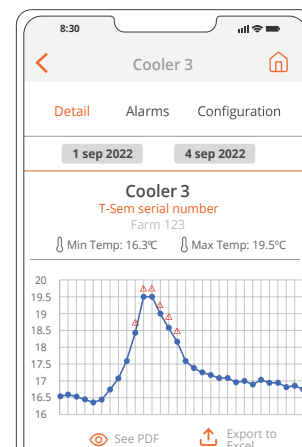 8:30
Cooler 3
Detail Alarms Configuration
1 sep 2022 4 sep 2022
Cooler 3
T-Sem serial number
Farm 123
Min Temp: 16.3ºC Max Temp: 19.5ºC
20
19.5
19
18.5
18
17.5
17
16.5
16
See PDF
Export to
Excel